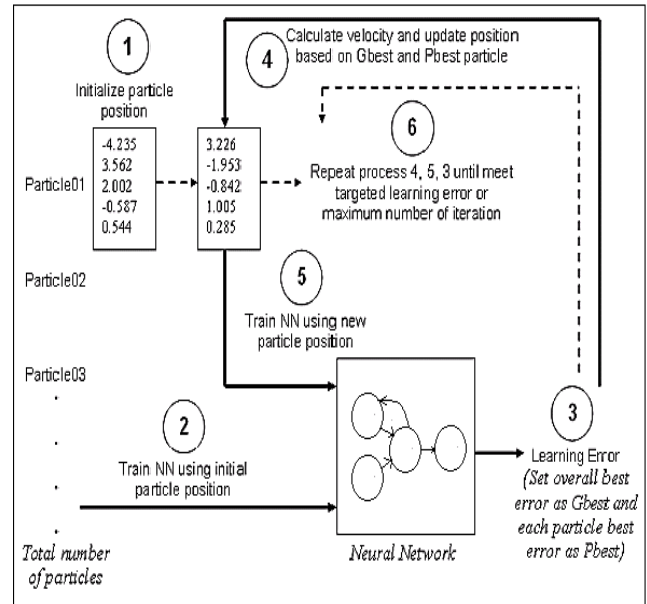 1
Initialize particle
position
4
Calculate velocity and update position
based on Gbest and Pbest particle
6
Repeat process 4, 5, 3 until meet
targeted learning error or
maximum number of iteration
Particle01
-4.235
3.562
2.002
-0.587
0.544
3.226
-1.953
-0.842
1.005
0.285
Particle02
5
Train NN using new
particle position
Particle03
2
Train NN using initial
particle position
3
Learning Error
(Set overall best
error as Gbest and
each particle best
error as Pbest)
Total number
of particles
Neural Network